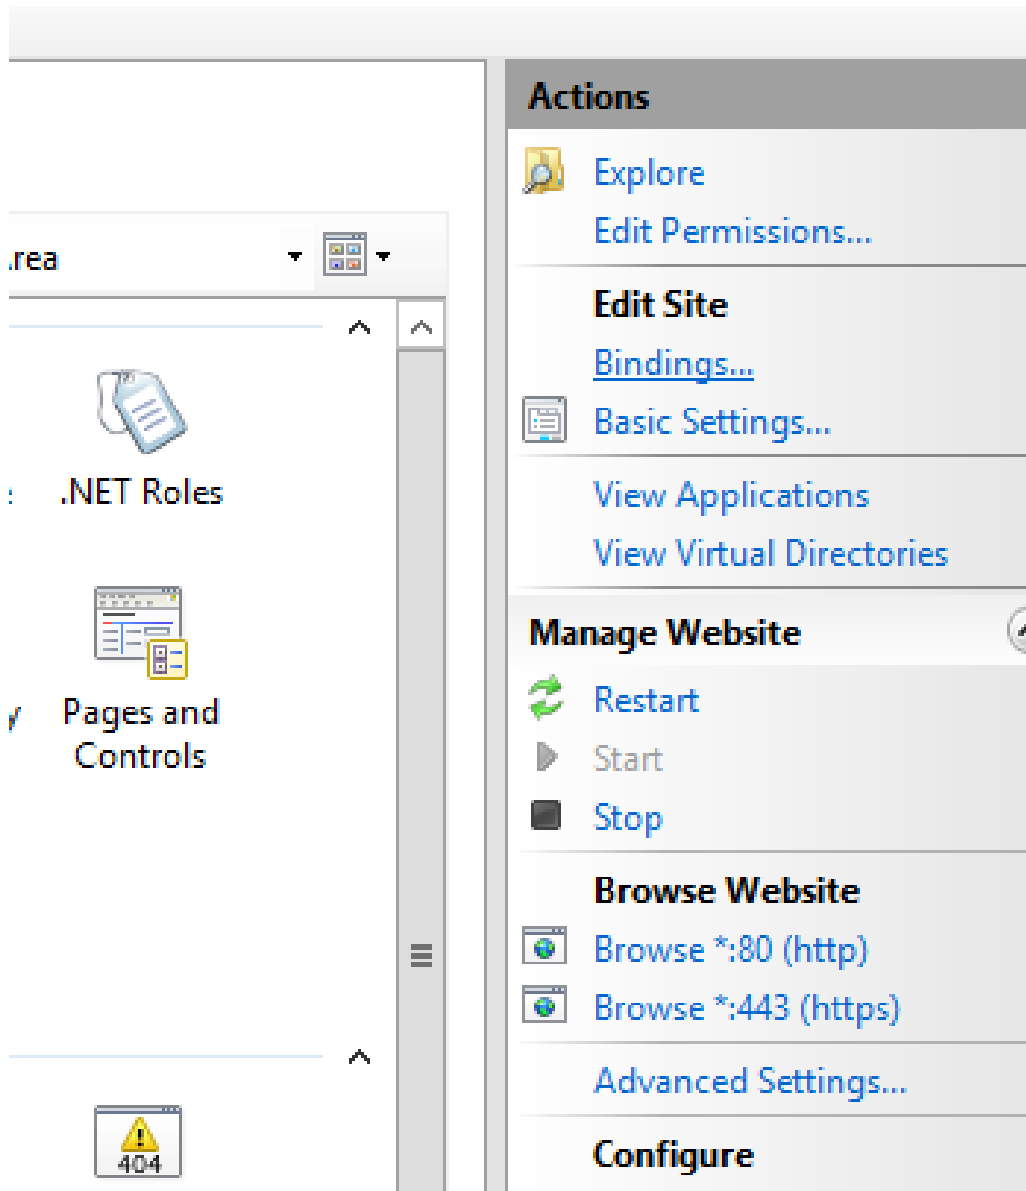 Actions
Explore
Edit Permissions...
.rea
Edit Site
Bindings...
Basic Settings...
.NET Roles
View Applications
View Virtual Directories
Manage Website
Pages and
Controls
Restart
Start
Stop
Browse Website
Browse *:80 (http)
Browse *:443 (https)
Advanced Settings...
404
Configure